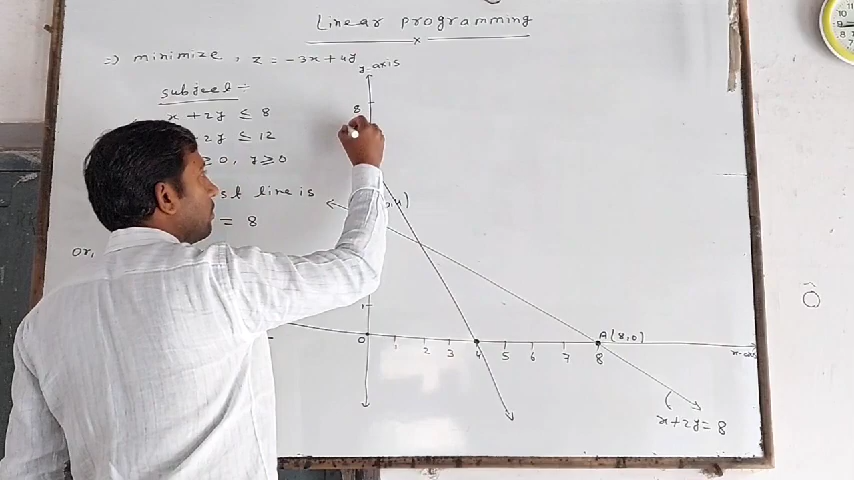 Linear programming
=) minimize, z = -3x + 4y
y-axis
subject =
x + 2y ≤ 8
2y ≤ 12
≥ 0, y ≥ 0
st line is
= 8
or,
8
1
0 1 2 3 4 5 6 7 8
A(8,0)
x-axis
x + 2y = 8